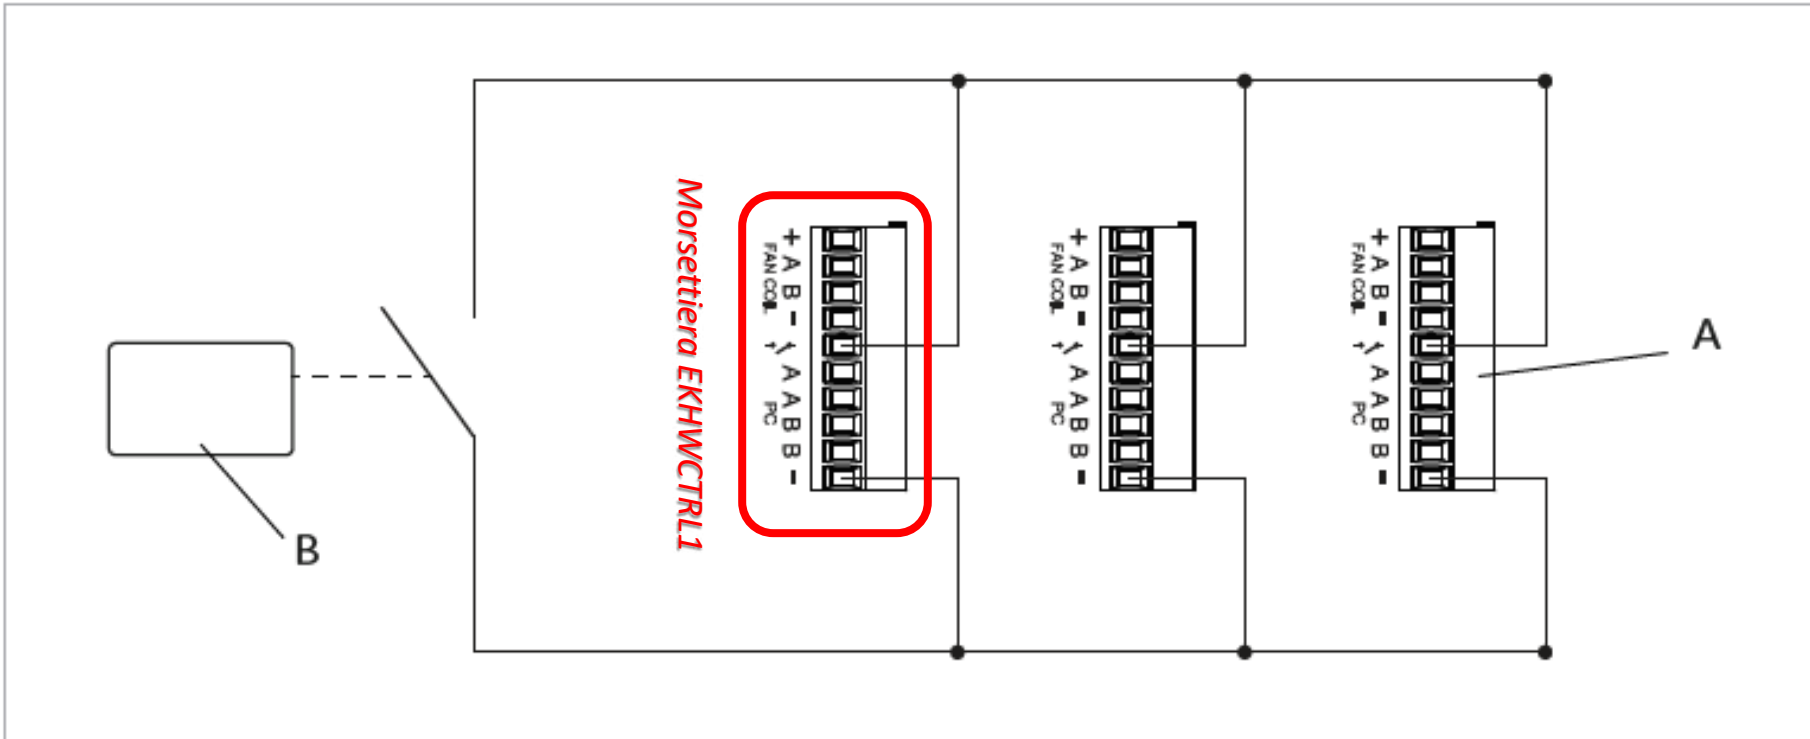 Morsettiera EKHWCTRL1
+ A B -
FAN COIL
A A B B -
PC
+ A B -
FAN COIL
A A B B -
PC
+ A B -
FAN COIL
A A B B -
PC
A
B